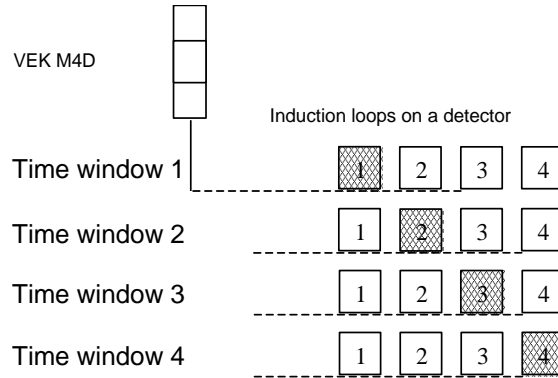 VEK M4D
Induction loops on a detector
Time window 1 1 2 3 4
Time window 2 1 2 3 4
Time window 3 1 2 3 4
Time window 4 1 2 3 4